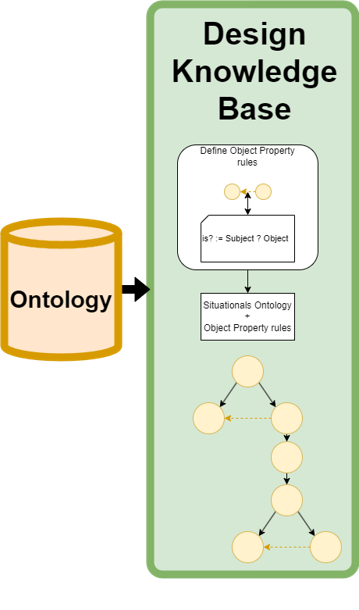 Design
Knowledge
Base
Define Object Property
rules
is? := Subject ? Object
Ontology
Situationals Ontology
+
Object Property rules